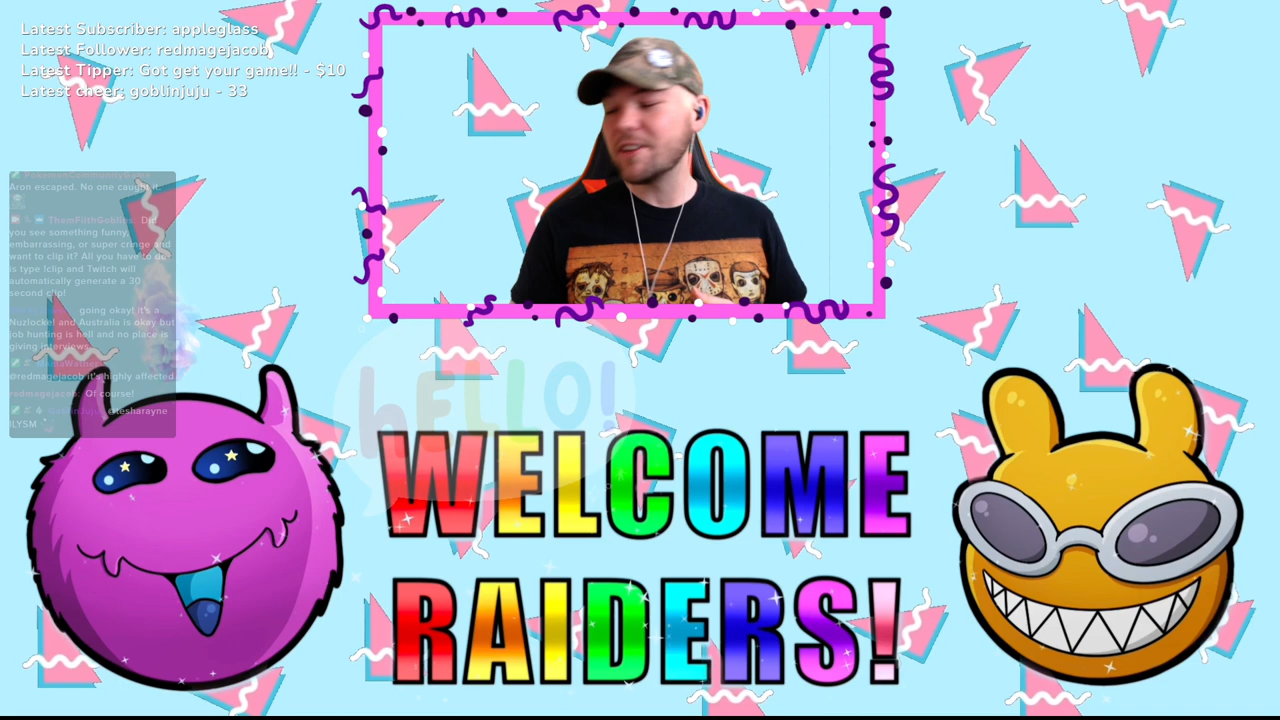 Latest Subscriber: appleglass
Latest Follower: redmagejacob
Latest Tipper: Got get your game!! - $10
Latest cheer: goblinjuju - 33
PokemonCommunityGame
Aron escaped. No one caught it.
ThemFilthGoblins: Did
you see something funny,
embarrassing, or super cringe and
want to clip it? All you have to do
is type !clip and Twitch will
automatically generate a 30
second clip!
going okay! it's a
Nuzlocke! and Australia is okay but
job hunting is hell and no place is
giving interviews
@redmagejacob it's highly affected
redmagejacob: Of course!
ILYSM
hELLO!
WELCOME
RAIDERS!